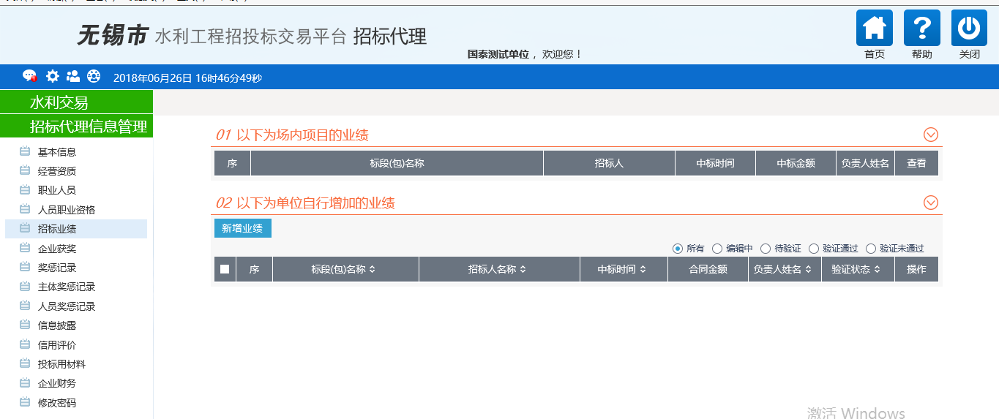 无锡市 水利工程招投标交易平台 招标代理
国泰测试单位 ，欢迎您！
首页 帮助 关闭
2018年06月26日 16时46分49秒
水利交易
招标代理信息管理
基本信息
经营资质
职业人员
人员职业资格
招标业绩
企业获奖
奖惩记录
主体奖惩记录
人员奖惩记录
信息披露
信用评价
投标用材料
企业财务
修改密码
01 以下为场内项目的业绩
序 标段(包)名称 招标人 中标时间 中标金额 负责人姓名 查看
02 以下为单位自行增加的业绩
新增业绩
所有 编辑中 待验证 验证通过 验证未通过
序 标段(包)名称 招标人名称 中标时间 合同金额 负责人姓名 验证状态 操作
激活 Windows